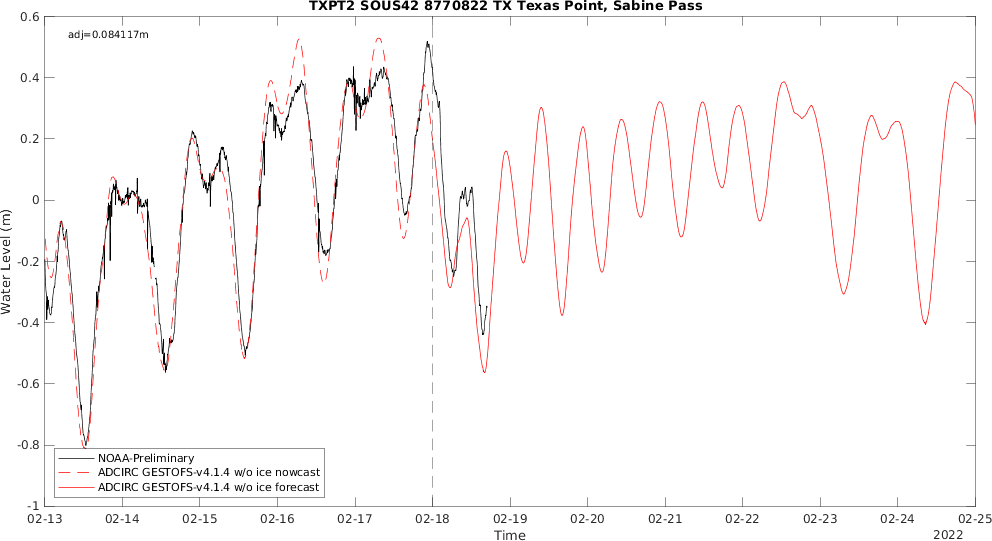 TXPT2 SOUS42 8770822 TX Texas Point, Sabine Pass
adj=0.084117m
0.6
0.4
0.2
0
-0.2
-0.4
-0.6
-0.8
-1
Water Level (m)
NOAA-Preliminary
ADCIRC GESTOFS-v4.1.4 w/o ice nowcast
ADCIRC GESTOFS-v4.1.4 w/o ice forecast
02-13 02-14 02-15 02-16 02-17 02-18 02-19 02-20 02-21 02-22 02-23 02-24 02-25
Time
2022